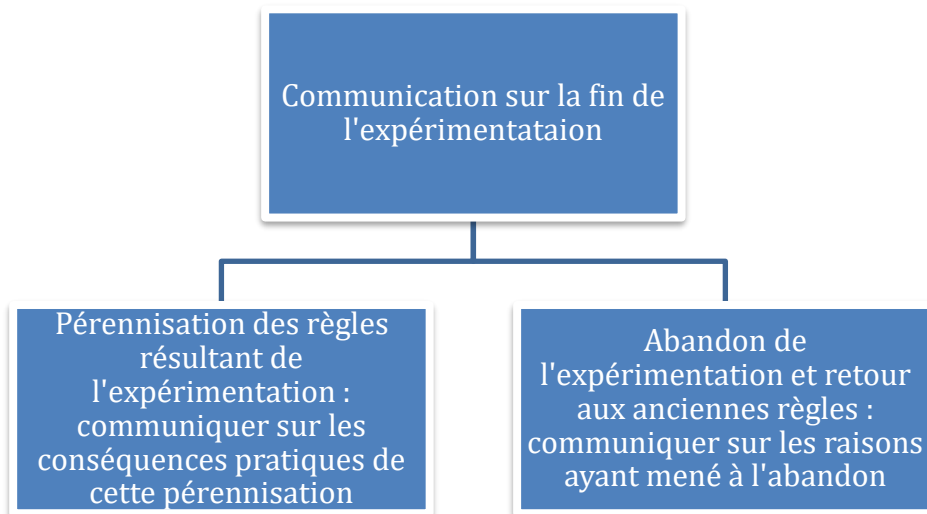 Communication sur la fin de
l'expérimentataion
Pérennisation des règles
résultant de
l'expérimentation :
communiquer sur les
conséquences pratiques de
cette pérennisation
Abandon de
l'expérimentation et retour
aux anciennes règles :
communiquer sur les raisons
ayant mené à l'abandon